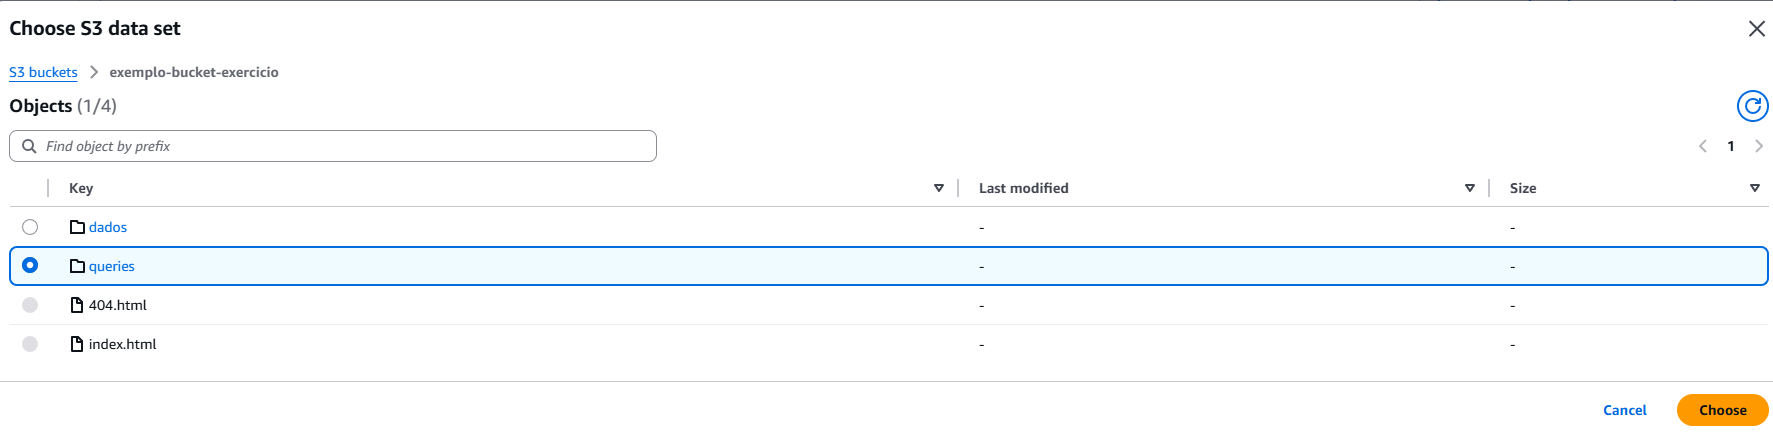 Choose S3 data set
S3 buckets > exemplo-bucket-exercicio
Objects (1/4)
Find object by prefix
1
Key Last modified Size
dados - -
queries - -
404.html - -
index.html - -
Cancel Choose